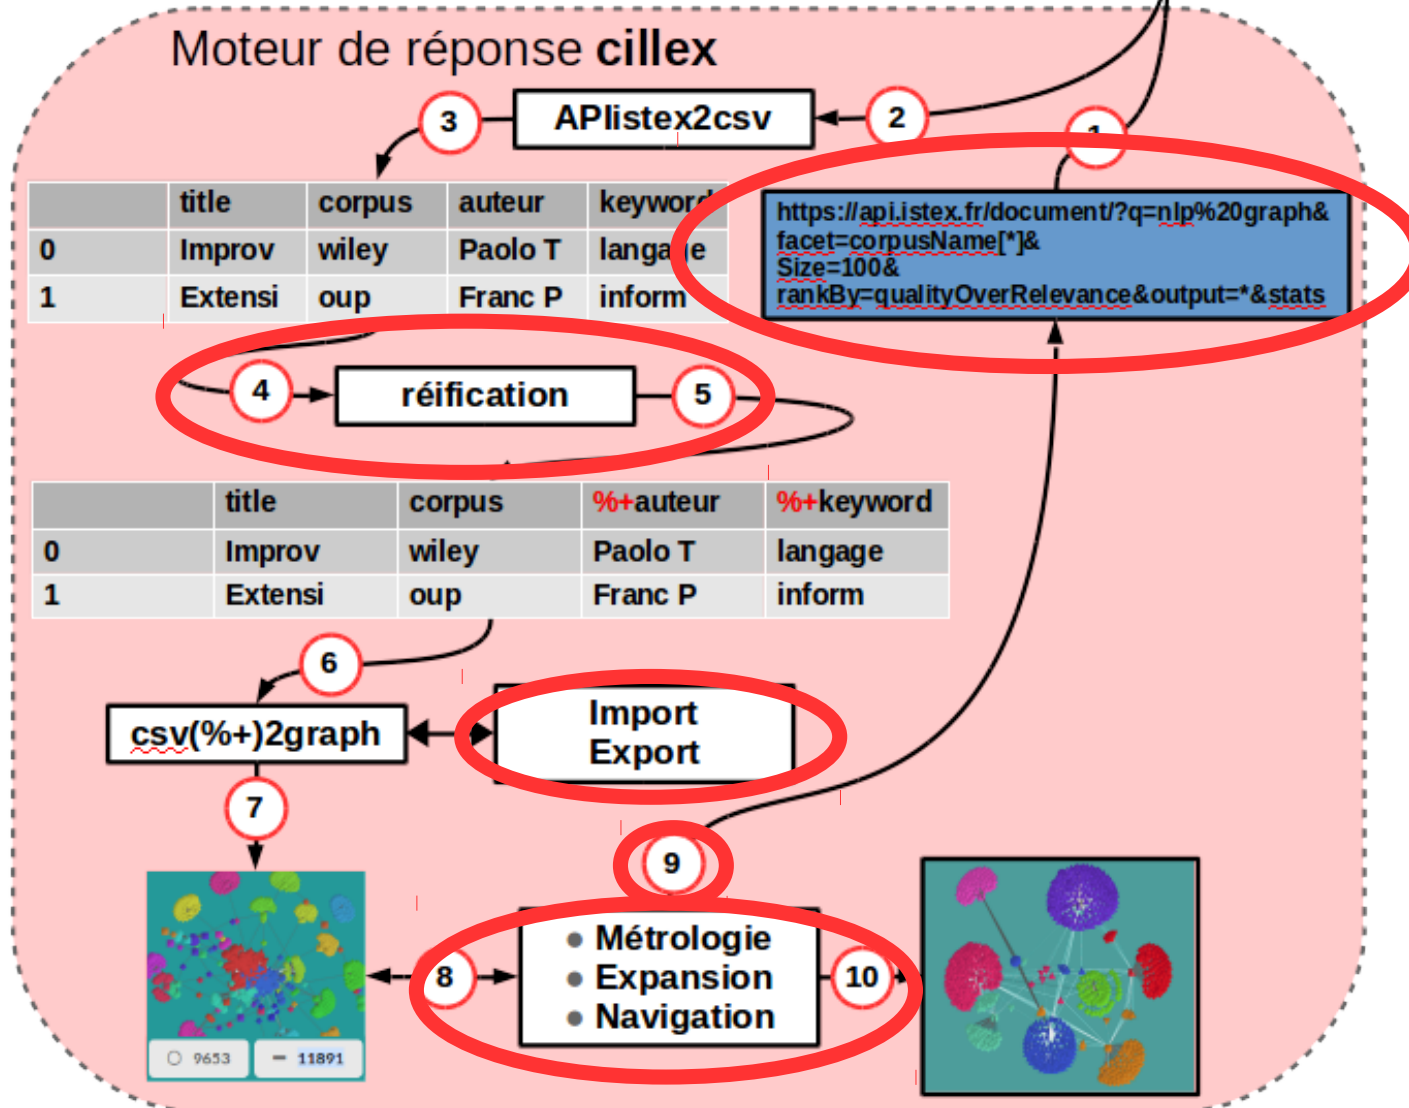 Moteur de réponse cillex
3
APIistex2csv
2
1
title corpus auteur keyword
0 Improv wiley Paolo T langage
1 Extensi oup Franc P inform
https://api.istex.fr/document/?q=nlp%20graph&
facet=corpusName[*]&
Size=100&
rankBy=qualityOverRelevance&output=*&stats
4
réification
5
title corpus %+auteur %+keyword
0 Improv wiley Paolo T langage
1 Extensi oup Franc P inform
6
csv(%+)2graph
Import
Export
7
9
8
● Métrologie
● Expansion
● Navigation
10
9653 11891